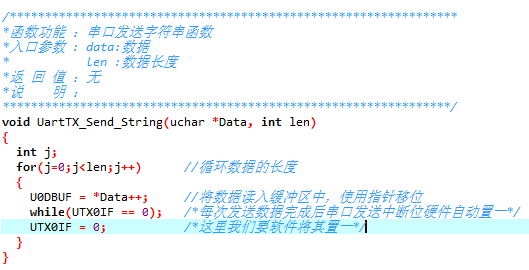 /****************************************************************
*函数功能 ：串口发送字符串函数
*入口参数 : data:数据
*          len :数据长度
*返 回 值 ：无
*说    明 ：
****************************************************************/
void UartTX_Send_String(uchar *Data, int len)
{
  int j;
  for(j=0;j<len;j++)      //循环数据的长度
  {
    U0DBUF = *Data++;     //将数据读入缓冲区中，使用指针移位
    while(UTX0IF == 0);   /*每次发送数据完成后串口发送中断位硬件自动置一*/
    UTX0IF = 0;           /*这里我们要软件将其置一*/
  }
}